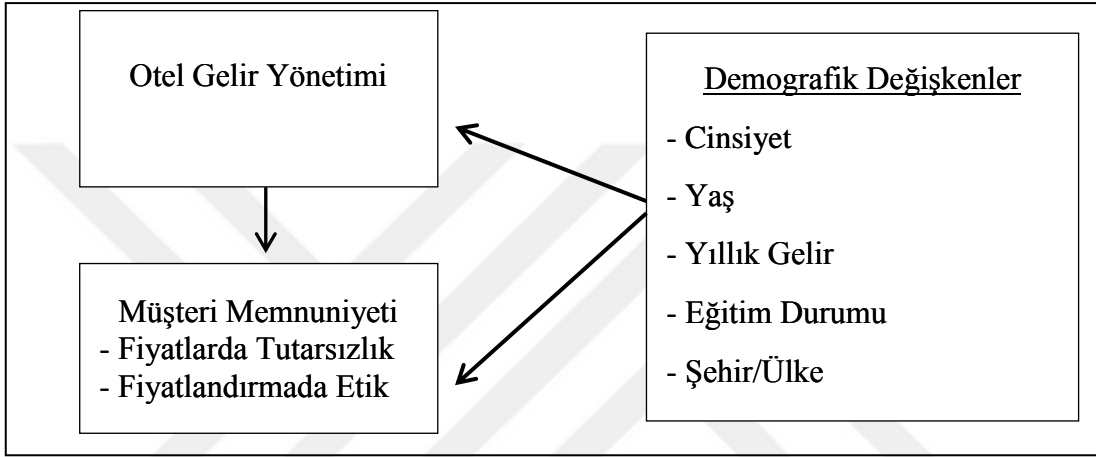 Otel Gelir Yönetimi
Müşteri Memnuniyeti
- Fiyatlarda Tutarsızlık
- Fiyatlandırmada Etik
Demografik Değişkenler
- Cinsiyet
- Yaş
- Yıllık Gelir
- Eğitim Durumu
- Şehir/Ülke